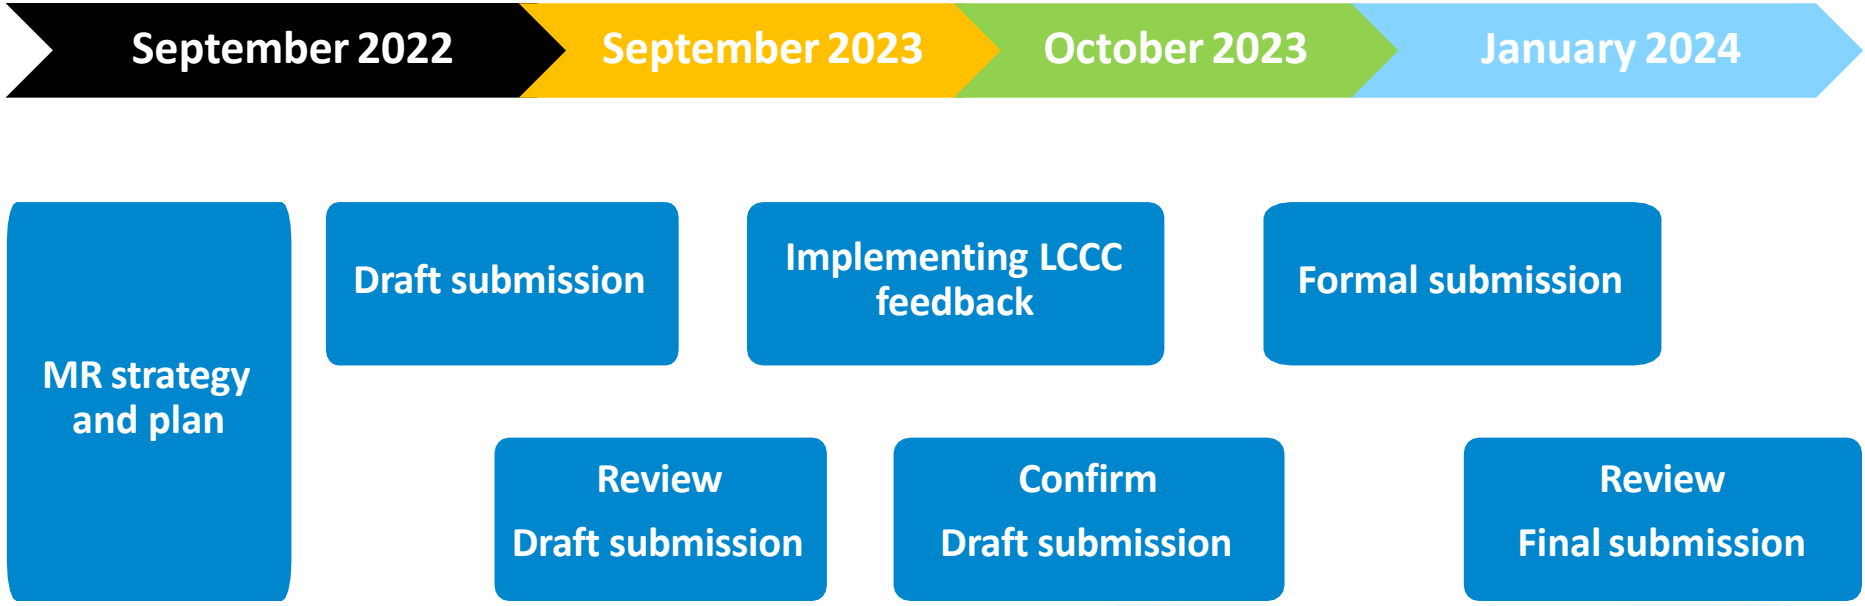 September 2022
September 2023
October 2023
January 2024
MR strategy
and plan
Draft submission
Implementing LCCC
feedback
Formal submission
Review
Draft submission
Confirm
Draft submission
Review
Final submission